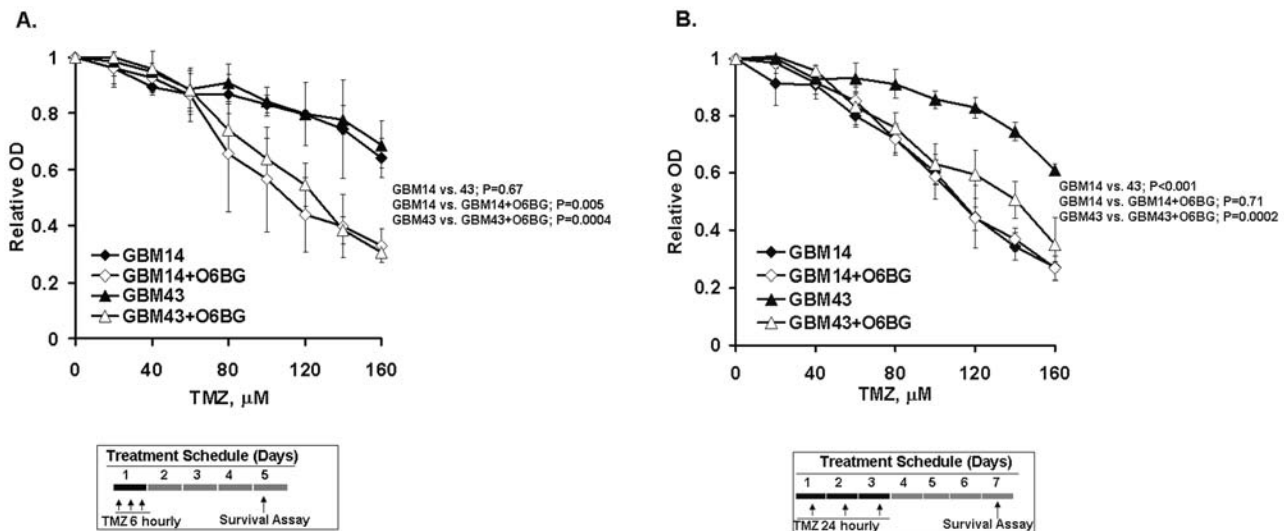 A.
1
0.8
0.6
0.4
0.2
0
Relative OD
0 40 80 120 160
TMZ, μM
GBM14 vs. 43; P=0.67
GBM14 vs. GBM14+O6BG; P=0.005
GBM43 vs. GBM43+O6BG; P=0.0004
GBM14
GBM14+O6BG
GBM43
GBM43+O6BG
Treatment Schedule (Days)
1 2 3 4 5
TMZ 6 hourly Survival Assay
B.
1
0.8
0.6
0.4
0.2
0
Relative OD
0 40 80 120 160
TMZ, μM
GBM14 vs. 43; P<0.001
GBM14 vs. GBM14+O6BG; P=0.71
GBM43 vs. GBM43+O6BG; P=0.0002
GBM14
GBM14+O6BG
GBM43
GBM43+O6BG
Treatment Schedule (Days)
1 2 3 4 5 6 7
TMZ 24 hourly Survival Assay